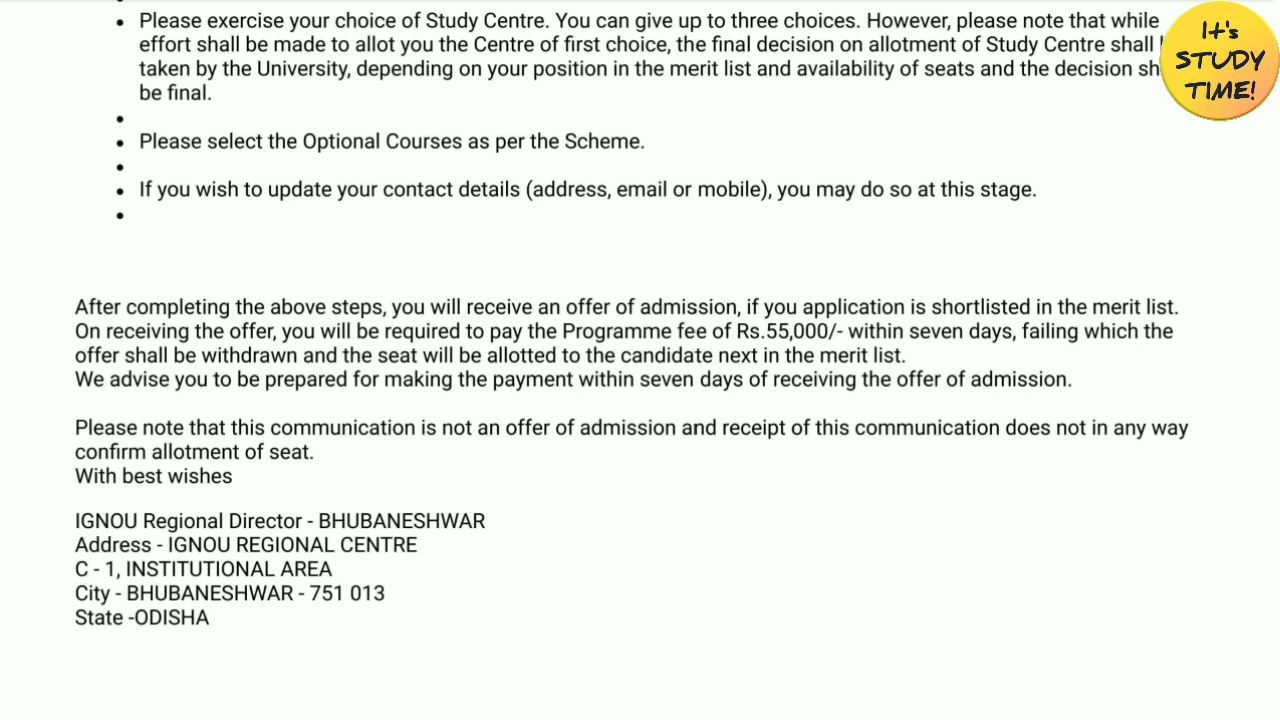 Please exercise your choice of Study Centre. You can give up to three choices. However, please note that while
effort shall be made to allot you the Centre of first choice, the final decision on allotment of Study Centre shall
taken by the University, depending on your position in the merit list and availability of seats and the decision
be final.
Please select the Optional Courses as per the Scheme.
If you wish to update your contact details (address, email or mobile), you may do so at this stage.
After completing the above steps, you will receive an offer of admission, if you application is shortlisted in the merit list.
On receiving the offer, you will be required to pay the Programme fee of Rs.55,000/- within seven days, failing which the
offer shall be withdrawn and the seat will be allotted to the candidate next in the merit list.
We advise you to be prepared for making the payment within seven days of receiving the offer of admission.
Please note that this communication is not an offer of admission and receipt of this communication does not in any way
confirm allotment of seat.
With best wishes
IGNOU Regional Director - BHUBANESHWAR
Address - IGNOU REGIONAL CENTRE
C - 1, INSTITUTIONAL AREA
City - BHUBANESHWAR - 751 013
State -ODISHA
It's
STUDY
TIME!